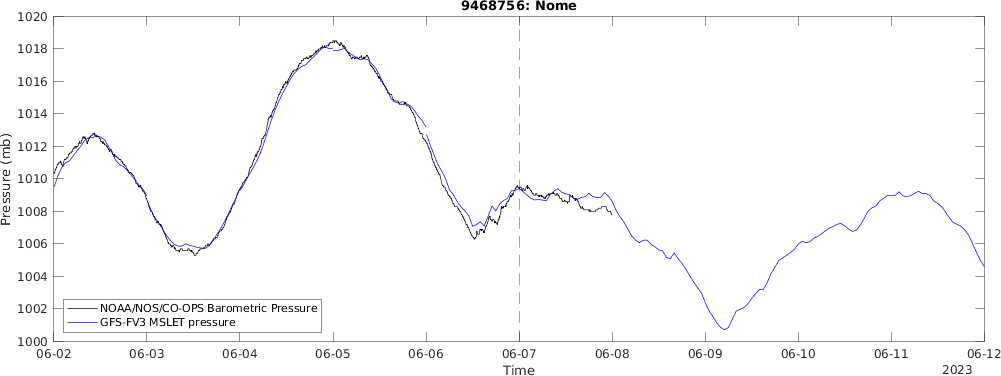 9468756: Nome
1020
1018
1016
1014
1012
1010
1008
1006
1004
1002
1000
Pressure (mb)
NOAA/NOS/CO-OPS Barometric Pressure
GFS-FV3 MSLET pressure
06-02 06-03 06-04 06-05 06-06 06-07 06-08 06-09 06-10 06-11 06-12
Time
2023